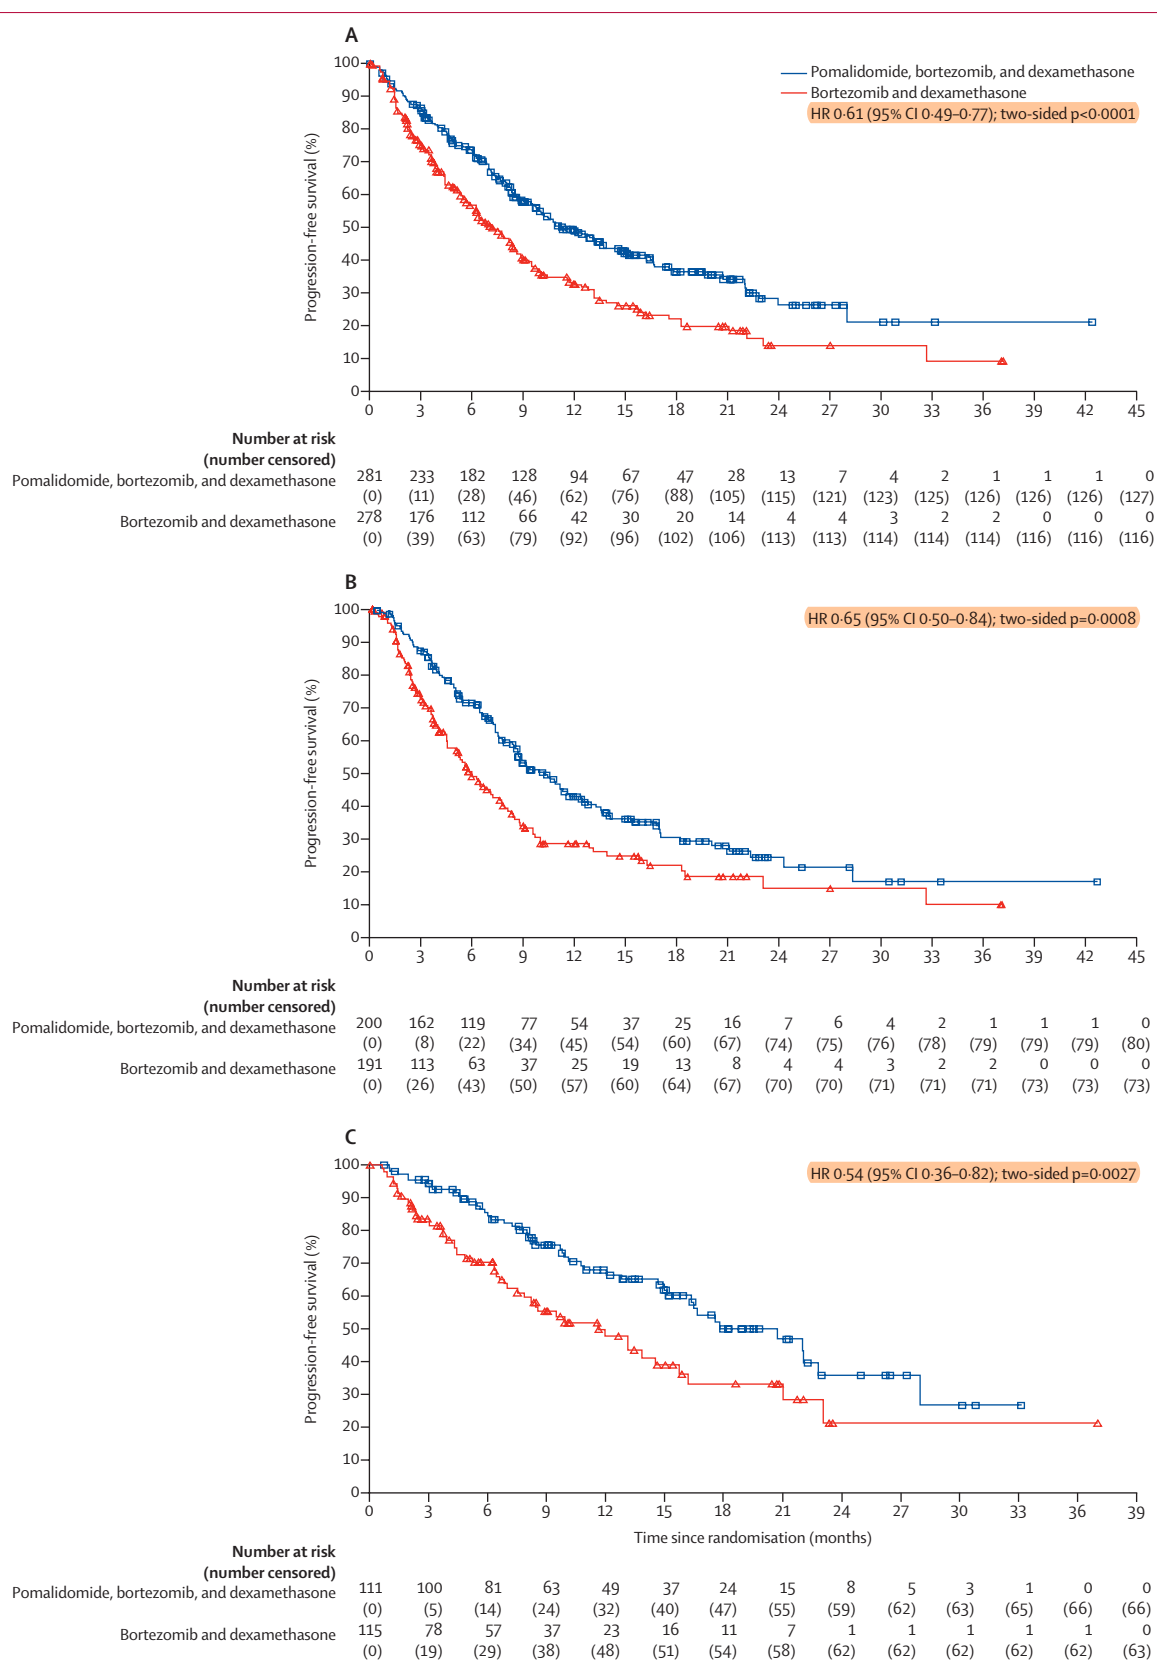 A
100
90
80
70
60
50
40
30
20
10
0
Progression-free survival (%)
Pomalidomide, bortezomib, and dexamethasone
Bortezomib and dexamethasone
HR 0·61 (95% CI 0·49–0·77); two-sided p<0·0001
0 3 6 9 12 15 18 21 24 27 30 33 36 39 42 45
Number at risk
(number censored)
Pomalidomide, bortezomib, and dexamethasone 281 233 182 128 94 67 47 28 13 7 4 2 1 1 1 0
(0) (11) (28) (46) (62) (76) (88) (105) (115) (121) (123) (125) (126) (126) (126) (127)
Bortezomib and dexamethasone 278 176 112 66 42 30 20 14 4 4 3 2 2 0 0 0
(0) (39) (63) (79) (92) (96) (102) (106) (113) (113) (114) (114) (114) (116) (116) (116)
B
100
90
80
70
60
50
40
30
20
10
0
Progression-free survival (%)
HR 0·65 (95% CI 0·50–0·84); two-sided p=0·0008
0 3 6 9 12 15 18 21 24 27 30 33 36 39 42 45
Number at risk
(number censored)
Pomalidomide, bortezomib, and dexamethasone 200 162 119 77 54 37 25 16 7 6 4 2 1 1 1 0
(0) (8) (22) (34) (45) (54) (60) (67) (74) (75) (76) (78) (79) (79) (79) (80)
Bortezomib and dexamethasone 191 113 63 37 25 19 13 8 4 4 3 2 2 0 0 0
(0) (26) (43) (50) (57) (60) (64) (67) (70) (70) (71) (71) (71) (73) (73) (73)
C
100
90
80
70
60
50
40
30
20
10
0
Progression-free survival (%)
HR 0·54 (95% CI 0·36–0·82); two-sided p=0·0027
0 3 6 9 12 15 18 21 24 27 30 33 36 39
Time since randomisation (months)
Number at risk
(number censored)
Pomalidomide, bortezomib, and dexamethasone 111 100 81 63 49 37 24 15 8 5 3 1 0 0
(0) (5) (14) (24) (32) (40) (47) (55) (59) (62) (63) (65) (66) (66)
Bortezomib and dexamethasone 115 78 57 37 23 16 11 7 1 1 1 1 1 0
(0) (19) (29) (38) (48) (51) (54) (58) (62) (62) (62) (62) (62) (63)